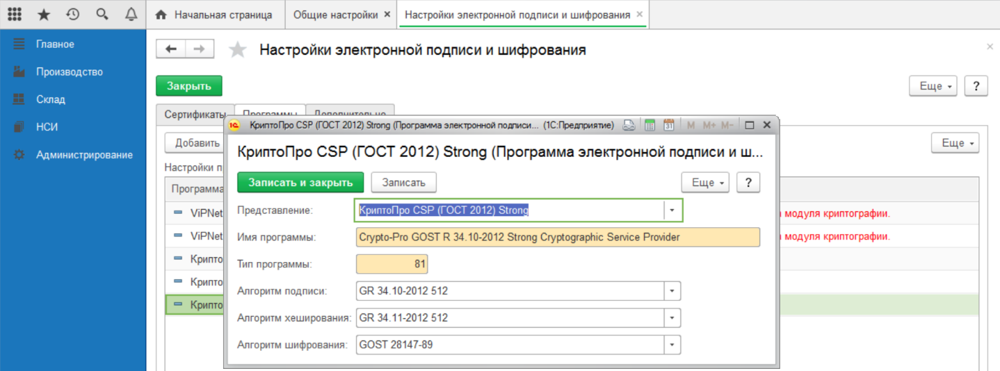 Начальная страница
Общие настройки ×
Настройки электронной подписи и шифрования ×
Главное
Производство
Склад
НСИ
Администрирование
Настройки электронной подписи и шифрования
Закрыть
Еще
?
Сертификаты
Программы
Дополнительно
Добавить
Еще
Настройки п
Программа
ViPNet
модуля криптографии.
ViPNet
модуля криптографии.
Крипто
Крипто
Крипто
1С КриптоПро CSP (ГОСТ 2012) Strong (Программа электронной подписи... (1С:Предприятие) 31 M M+ M-
КриптоПро CSP (ГОСТ 2012) Strong (Программа электронной подписи и ш...
Записать и закрыть
Записать
Еще
?
Представление: КриптоПро CSP (ГОСТ 2012) Strong
Имя программы: Crypto-Pro GOST R 34.10-2012 Strong Cryptographic Service Provider
Тип программы: 81
Алгоритм подписи: GR 34.10-2012 512
Алгоритм хеширования: GR 34.11-2012 512
Алгоритм шифрования: GOST 28147-89